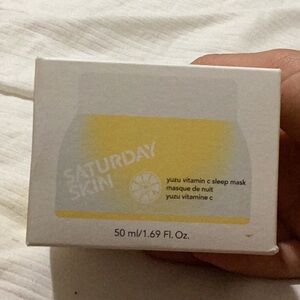 SATURDAY
SKIN
yuzu vitamin c sleep mask
masque de nuit
yuzu vitamine c
50 ml/1.69 Fl. Oz.